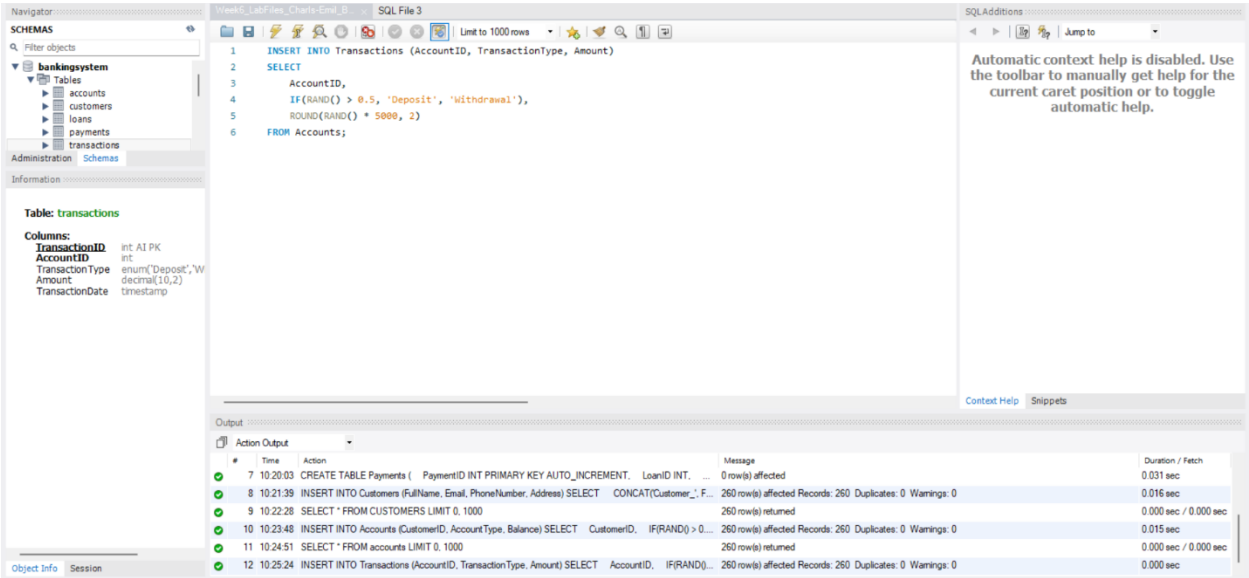 Navigator
SCHEMAS
Filter objects
bankingsystem
Tables
accounts
customers
loans
payments
transactions
Administration Schemas
Information
Table: transactions
Columns:
TransactionID int AI PK
AccountID int
TransactionType enum('Deposit','W
Amount decimal(10,2)
TransactionDate timestamp
Object Info Session
Week5_LabFiles_Charls-Emil_B... SQL File 3
Limit to 1000 rows
1 INSERT INTO Transactions (AccountID, TransactionType, Amount)
2 SELECT
3 AccountID,
4 IF(RAND() > 0.5, 'Deposit', 'Withdrawal'),
5 ROUND(RAND() * 5000, 2)
6 FROM Accounts;
SQLAdditions
Jump to
Automatic context help is disabled. Use
the toolbar to manually get help for the
current caret position or to toggle
automatic help.
Context Help Snippets
Output
Action Output
# Time Action Message Duration / Fetch
7 10:20:03 CREATE TABLE Payments ( PaymentID INT PRIMARY KEY AUTO_INCREMENT, LoanID INT, ... 0 row(s) affected 0.031 sec
8 10:21:39 INSERT INTO Customers (FullName, Email, PhoneNumber, Address) SELECT CONCAT('Customer_', F... 260 row(s) affected Records: 260 Duplicates: 0 Warnings: 0 0.016 sec
9 10:22:28 SELECT * FROM CUSTOMERS LIMIT 0, 1000 260 row(s) returned 0.000 sec / 0.000 sec
10 10:23:48 INSERT INTO Accounts (CustomerID, AccountType, Balance) SELECT CustomerID, IF(RAND() > 0.... 260 row(s) affected Records: 260 Duplicates: 0 Warnings: 0 0.015 sec
11 10:24:51 SELECT * FROM accounts LIMIT 0, 1000 260 row(s) returned 0.000 sec / 0.000 sec
12 10:25:24 INSERT INTO Transactions (AccountID, TransactionType, Amount) SELECT AccountID, IF(RAND()... 260 row(s) affected Records: 260 Duplicates: 0 Warnings: 0 0.000 sec